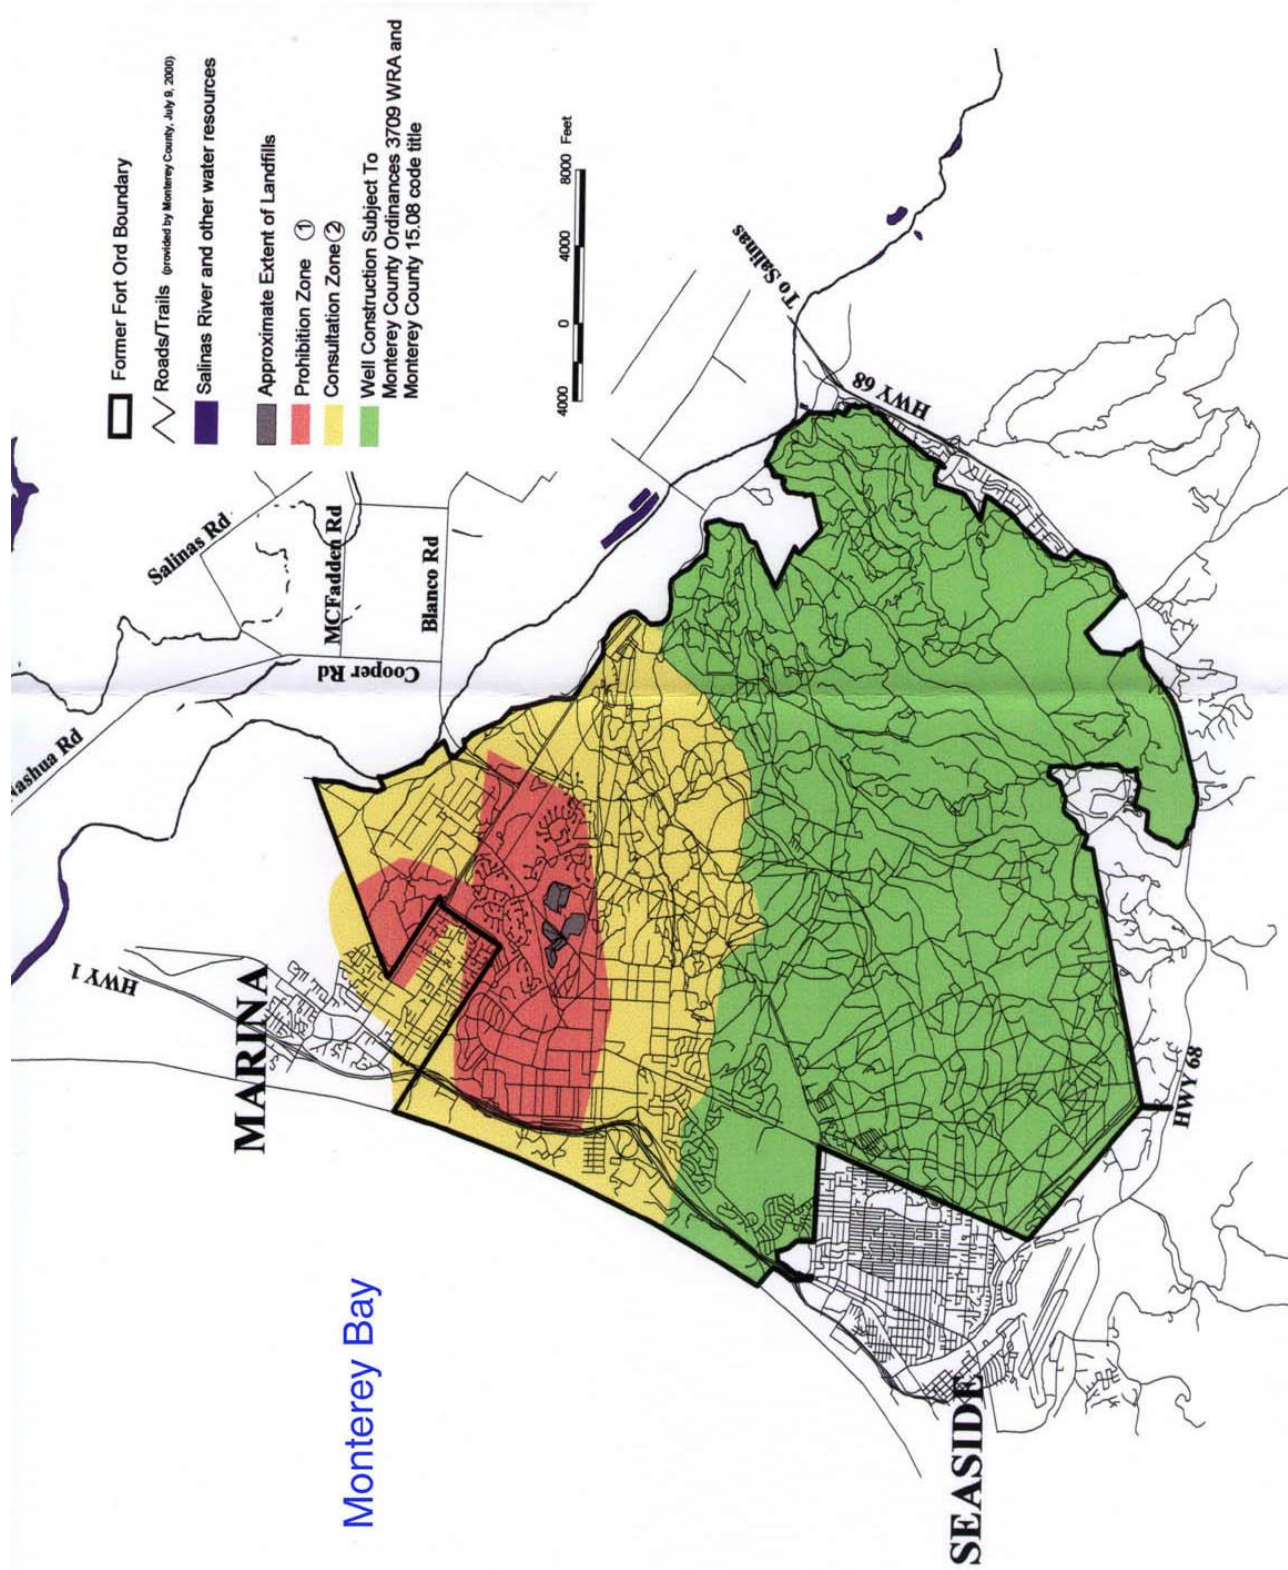 Former Fort Ord Boundary
Roads/Trails (provided by Monterey County, July 9, 2000)
Salinas River and other water resources
Approximate Extent of Landfills
Prohibition Zone ①
Consultation Zone ②
Well Construction Subject To
Monterey County Ordinances 3709 WRA and
Monterey County 15.08 code title
4000 0 4000 8000 Feet
Nashua Rd
Salinas Rd
MCFadden Rd
Blanco Rd
Cooper Rd
To Salinas
HWY 68
HWY 1
MARINA
Monterey Bay
HWY 68
SEASIDE